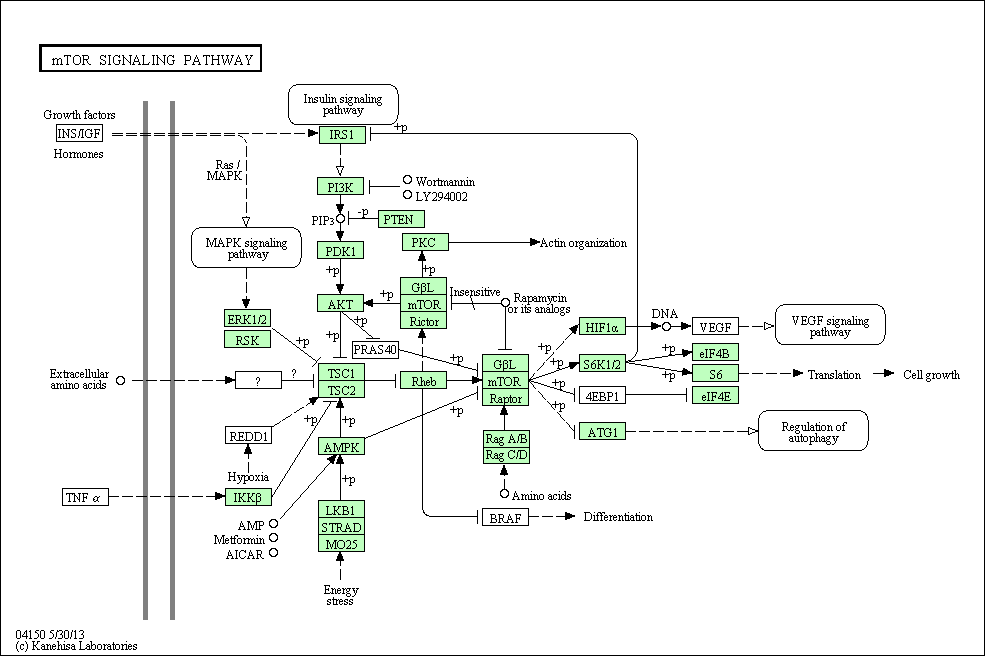 mTOR SIGNALING PATHWAY
Insulin signaling
pathway
Growth factors
INS/IGF
Hormones
IRS1
+p
Ras /
MAPK
PI3K
Wortmannin
LY294002
PIP3
-p
PTEN
MAPK signaling
pathway
PDK1
PKC
Actin organization
+p
+p
AKT
+p
GβL
mTOR
Rictor
Insensitive
Rapamycin
or its analogs
ERK1/2
RSK
+p
+p
+p
PRAS40
+p
HIF1α
DNA
VEGF
VEGF signaling
pathway
+p
Extracellular
amino acids
?
?
TSC1
TSC2
Rheb
GβL
mTOR
Raptor
+p
S6K1/2
+p
+p
eIF4B
S6
Translation
Cell growth
+p
4EBP1
eIF4E
+p
ATG1
Regulation of
autophagy
REDD1
+p
+p
AMPK
Rag A/B
Rag C/D
Hypoxia
TNF α
IKKβ
+p
Amino acids
LKB1
STRAD
MO25
AMP
Metformin
AICAR
BRAF
Differentiation
Energy
stress
04150 5/30/13
(c) Kanehisa Laboratories